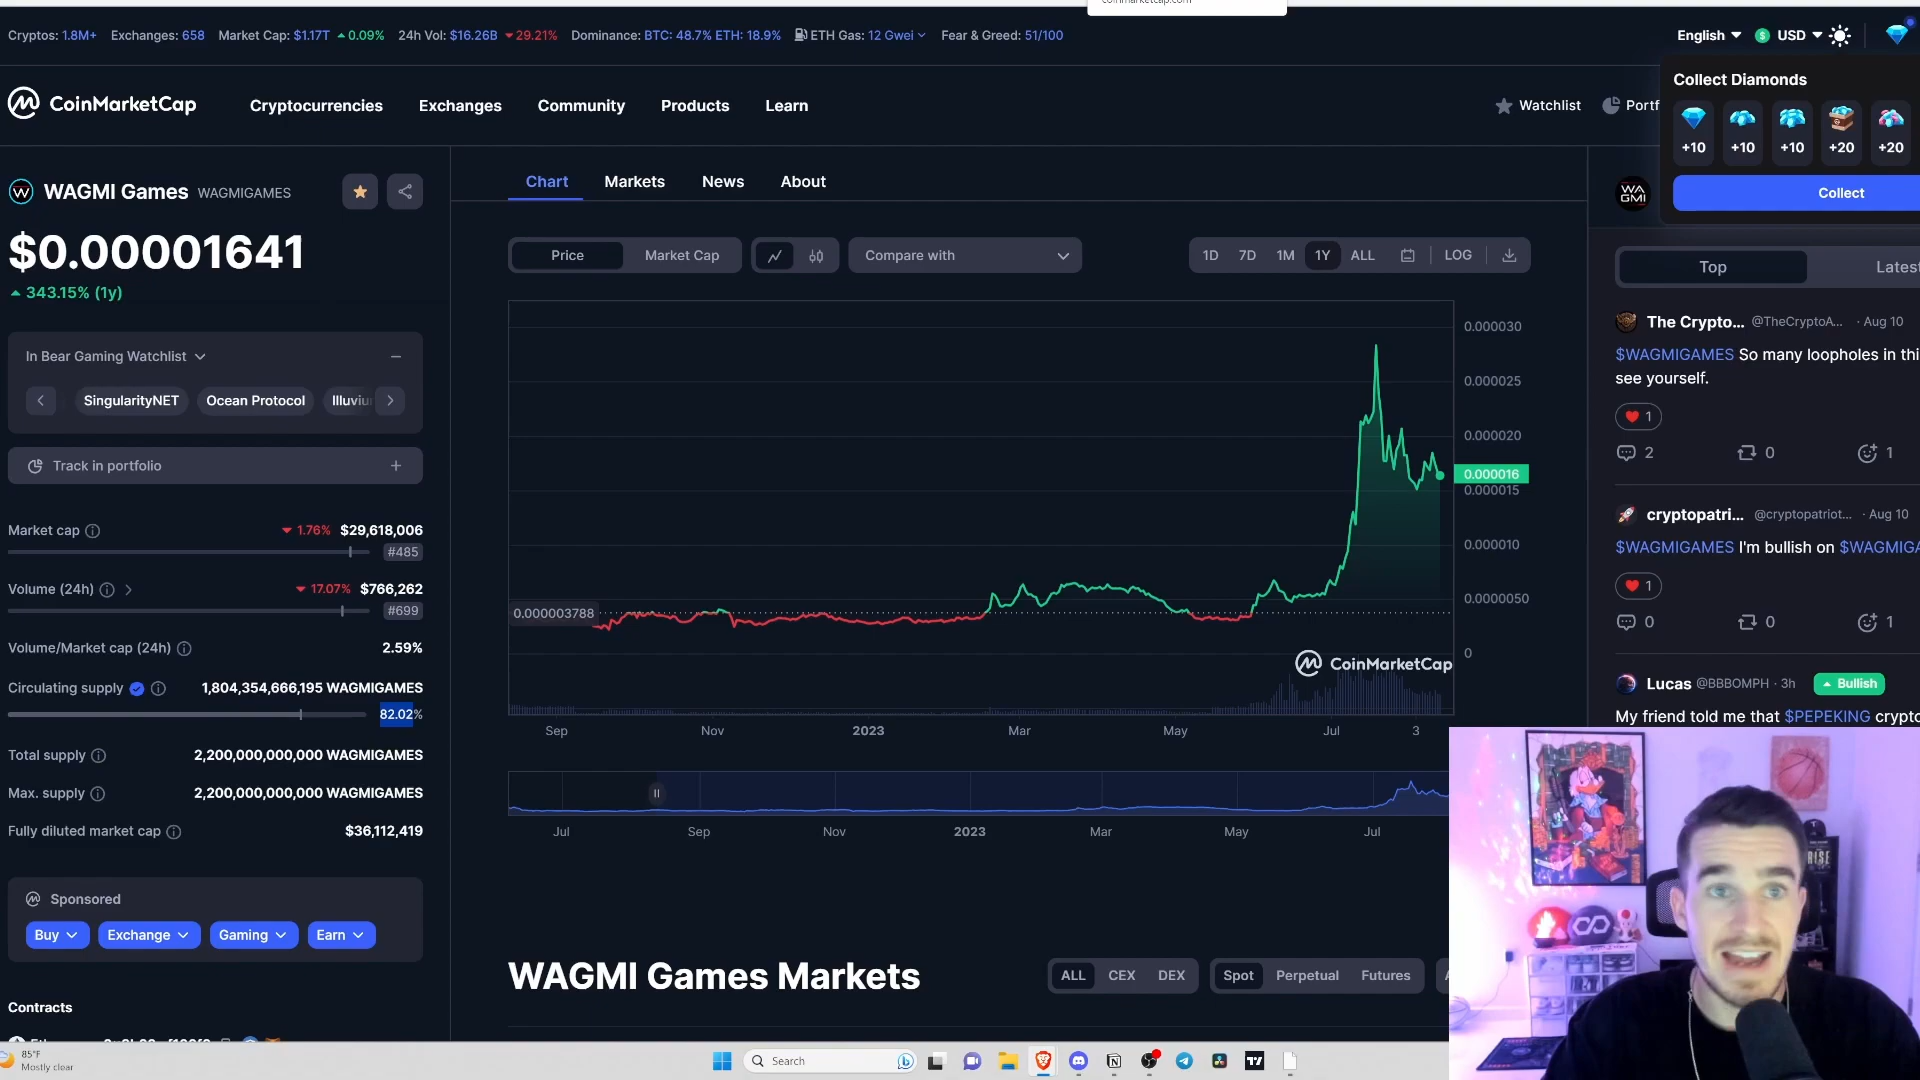 Cryptos: 1.8M+ Exchanges: 658 Market Cap: $1.17T 0.09% 24h Vol: $16.26B 29.21% Dominance: BTC: 48.7% ETH: 18.9% ETH Gas: 12 Gwei Fear & Greed: 51/100
English USD
CoinMarketCap Cryptocurrencies Exchanges Community Products Learn
Watchlist Portf
Collect Diamonds
+10 +10 +10 +20 +20
Collect
WAGMI Games WAGMIGAMES
$0.00001641
343.15% (1y)
In Bear Gaming Watchlist
SingularityNET Ocean Protocol Illuviu
Track in portfolio
Market cap 1.76% $29,618,006
#485
Volume (24h) 17.07% $766,262
#699
Volume/Market cap (24h) 2.59%
Circulating supply 1,804,354,666,195 WAGMIGAMES
82.02%
Total supply 2,200,000,000,000 WAGMIGAMES
Max. supply 2,200,000,000,000 WAGMIGAMES
Fully diluted market cap $36,112,419
Sponsored
Buy Exchange Gaming Earn
Contracts
Chart Markets News About
Price Market Cap Compare with 1D 7D 1M 1Y ALL LOG
0.000030
0.000025
0.000020
0.000016
0.000015
0.000010
0.0000050
0
0.000003788
CoinMarketCap
Sep Nov 2023 Mar May Jul 3
Jul Sep Nov 2023 Mar May Jul
WAGMI Games Markets
ALL CEX DEX Spot Perpetual Futures
WA
GMI
Top Latest
The Crypto... @TheCryptoA... · Aug 10
$WAGMIGAMES So many loopholes in thi
see yourself.
1
2 0 1
cryptopatri... @cryptopatriot... · Aug 10
$WAGMIGAMES I'm bullish on $WAGMIGA
1
0 0 1
Lucas @BBBOMPH · 3h Bullish
My friend told me that $PEPEKING crypto
85°F
Mostly clear
Search